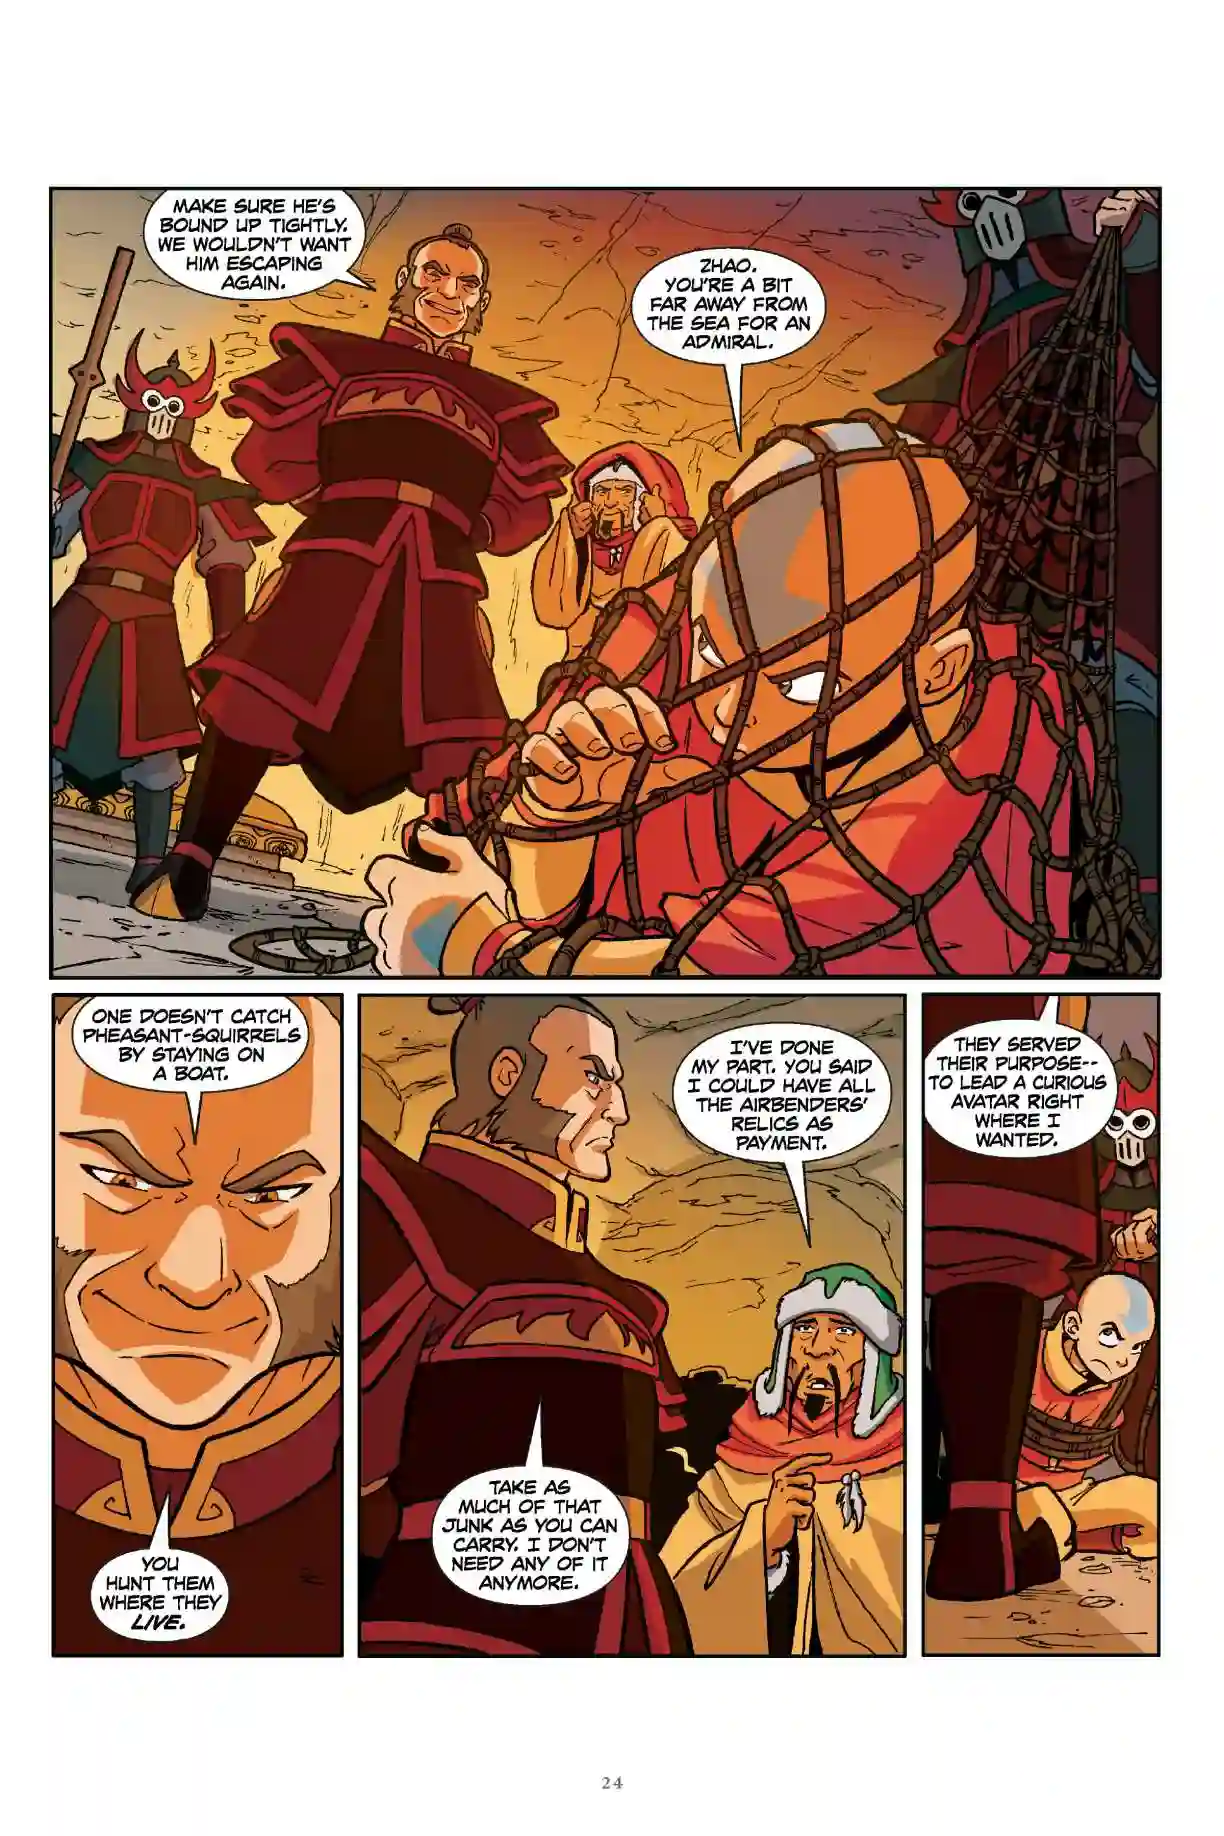 MAKE SURE HE'S
BOUND UP TIGHTLY.
WE WOULDN'T WANT
HIM ESCAPING
AGAIN.
ZHAO.
YOU'RE A BIT
FAR AWAY FROM
THE SEA FOR AN
ADMIRAL.
ONE DOESN'T CATCH
PHEASANT-SQUIRRELS
BY STAYING ON
A BOAT.
YOU
HUNT THEM
WHERE THEY
LIVE.
I'VE DONE
MY PART. YOU SAID
I COULD HAVE ALL
THE AIRBENDERS'
RELICS AS
PAYMENT.
TAKE AS
MUCH OF THAT
JUNK AS YOU CAN
CARRY. I DON'T
NEED ANY OF IT
ANYMORE.
THEY SERVED
THEIR PURPOSE--
TO LEAD A CURIOUS
AVATAR RIGHT
WHERE I
WANTED.
24